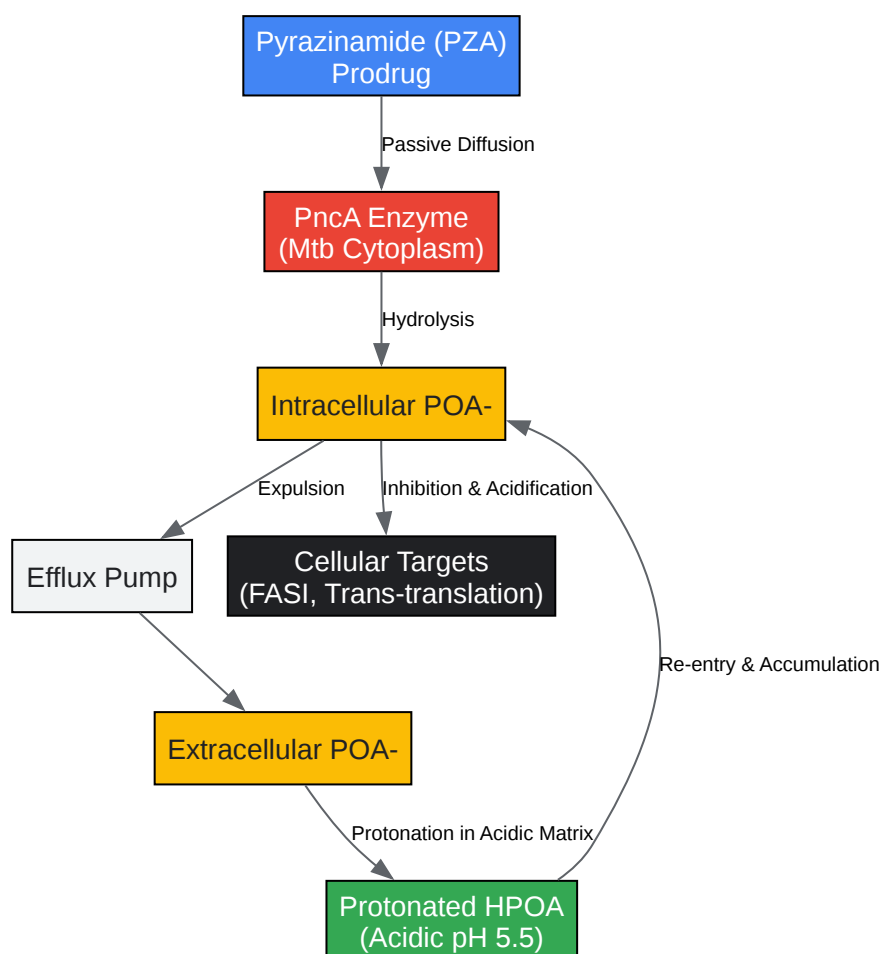 Pyrazinamide (PZA)
Prodrug
Passive Diffusion
PncA Enzyme
(Mtb Cytoplasm)
Hydrolysis
Intracellular POA-
Expulsion
Inhibition & Acidification
Efflux Pump
Cellular Targets
(FASI, Trans-translation)
Re-entry & Accumulation
Extracellular POA-
Protonation in Acidic Matrix
Protonated HPOA
(Acidic pH 5.5)